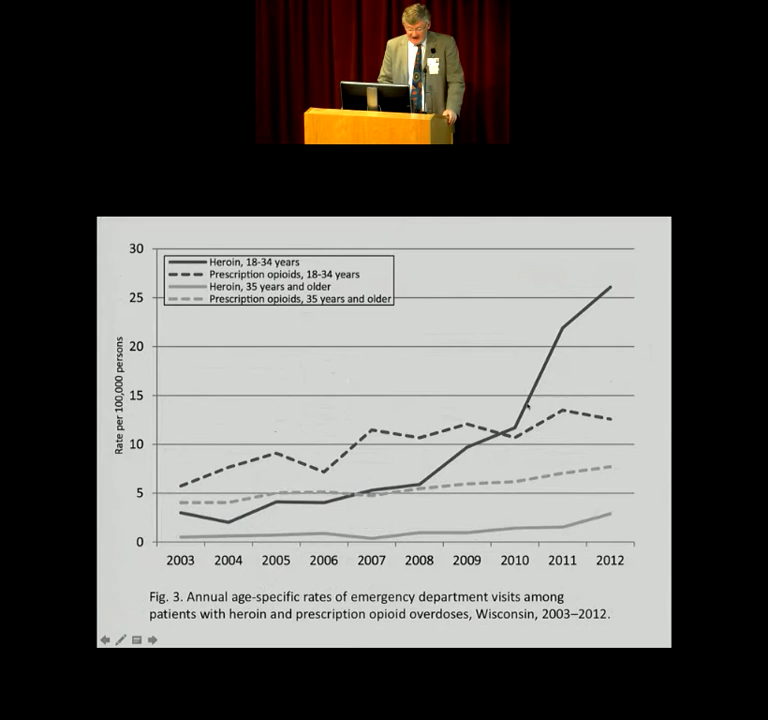 30
25
20
15
10
5
0
Rate per 100,000 persons
Heroin, 18-34 years
Prescription opioids, 18-34 years
Heroin, 35 years and older
Prescription opioids, 35 years and older
2003 2004 2005 2006 2007 2008 2009 2010 2011 2012
Fig. 3. Annual age-specific rates of emergency department visits among
patients with heroin and prescription opioid overdoses, Wisconsin, 2003–2012.